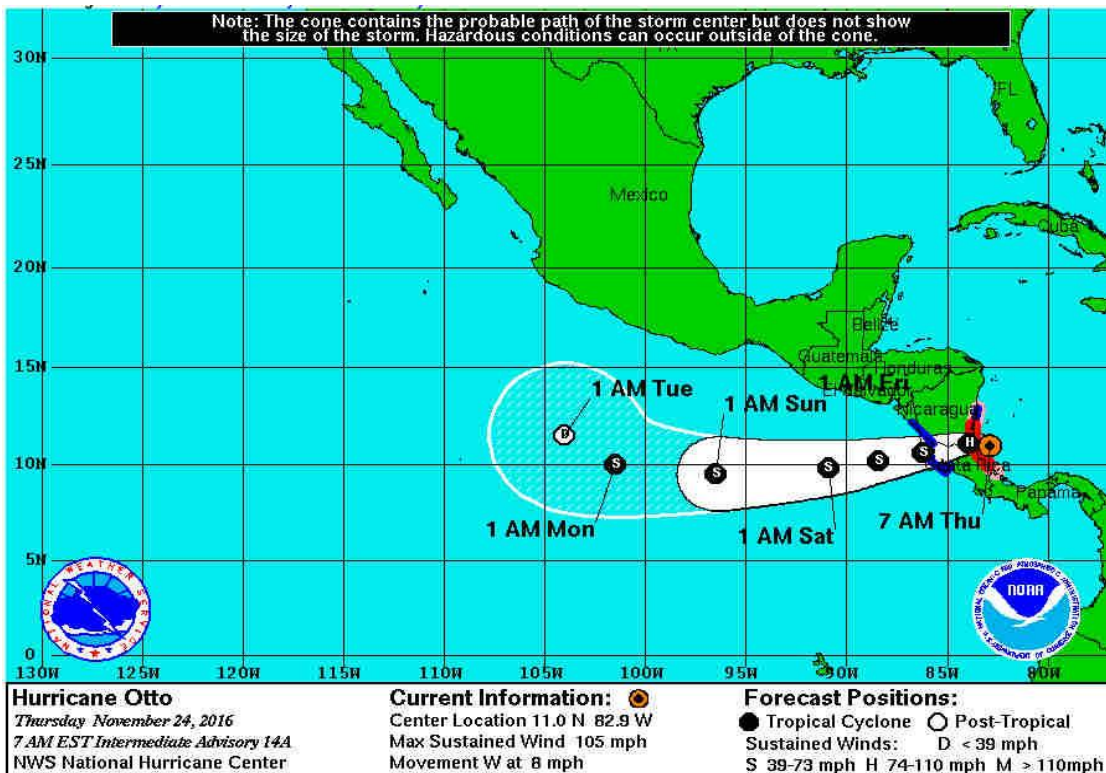 Note: The cone contains the probable path of the storm center but does not show
the size of the storm. Hazardous conditions can occur outside of the cone.
30N
FL
25N
Mexico
Cuba
20N
Belize
Guatemala
Honduras
15N
1 AM Fri
El Salvador
1 AM Tue
1 AM Sun
Nicaragua
D
H
10N
S
S
S
S
S
Costa Rica
Panama
1 AM Mon
1 AM Sat
7 AM Thu
5N
NATIONAL WEATHER SERVICE
NOAA
0
130W 125W 120W 115W 110W 105W 100W 95W 90W 85W 80W
Hurricane Otto
Thursday November 24, 2016
7 AM EST Intermediate Advisory 14A
NWS National Hurricane Center
Current Information:
Center Location 11.0 N 82.9 W
Max Sustained Wind 105 mph
Movement W at 8 mph
Forecast Positions:
Tropical Cyclone Post-Tropical
Sustained Winds: D < 39 mph
S 39-73 mph H 74-110 mph M > 110mph